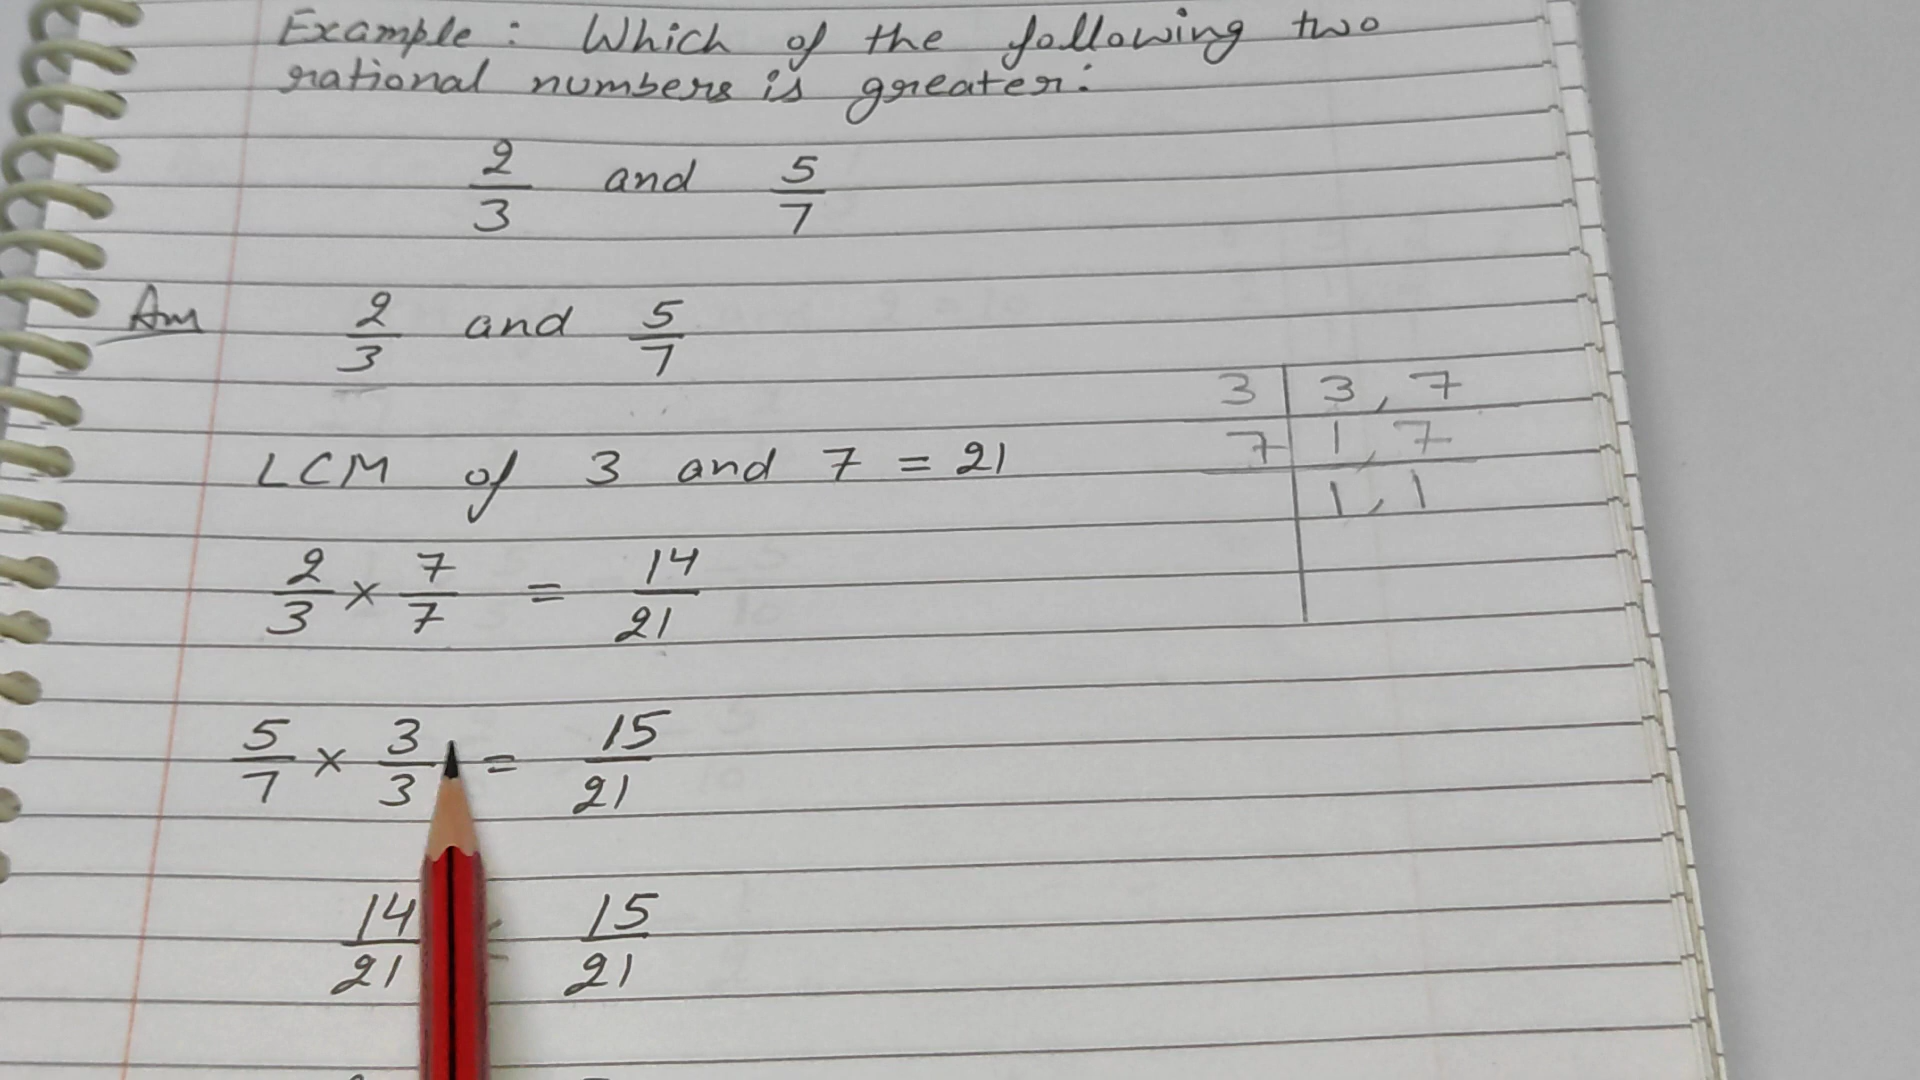 Example : Which of the following two
rational numbers is greater:
2/3 and 5/7
Ans 2/3 and 5/7
3 | 3, 7
LCM of 3 and 7 = 21
7 | 1, 7
1, 1
2/3 × 7/7 = 14/21
5/7 × 3/3 = 15/21
14/21 < 15/21